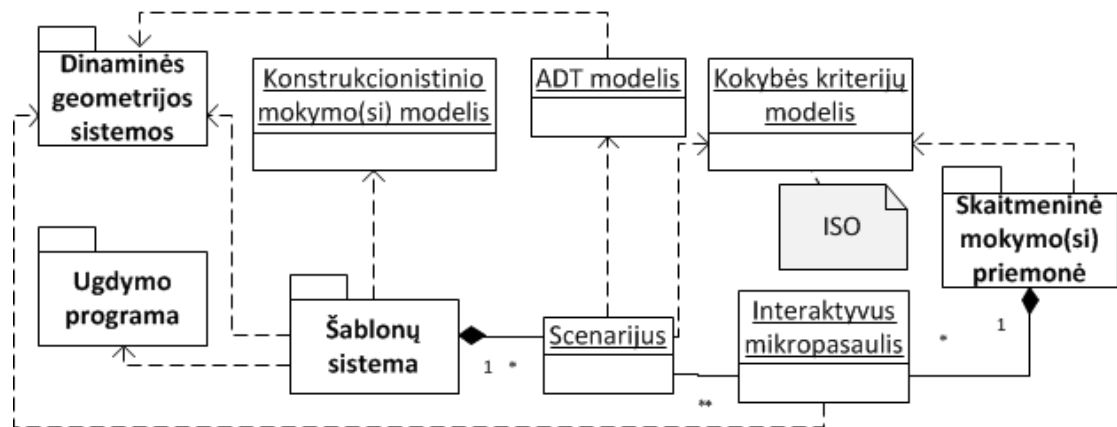 Dinaminės
geometrijos
sistemos
Konstrukcionistinio
mokymo(si) modelis
ADT modelis
Kokybės kriterijų
modelis
ISO
Skaitmeninė
mokymo(si)
priemonė
Ugdymo
programa
Šablonų
sistema
1 *
Scenarijus
**
Interaktyvus
mikropasaulis
*
1